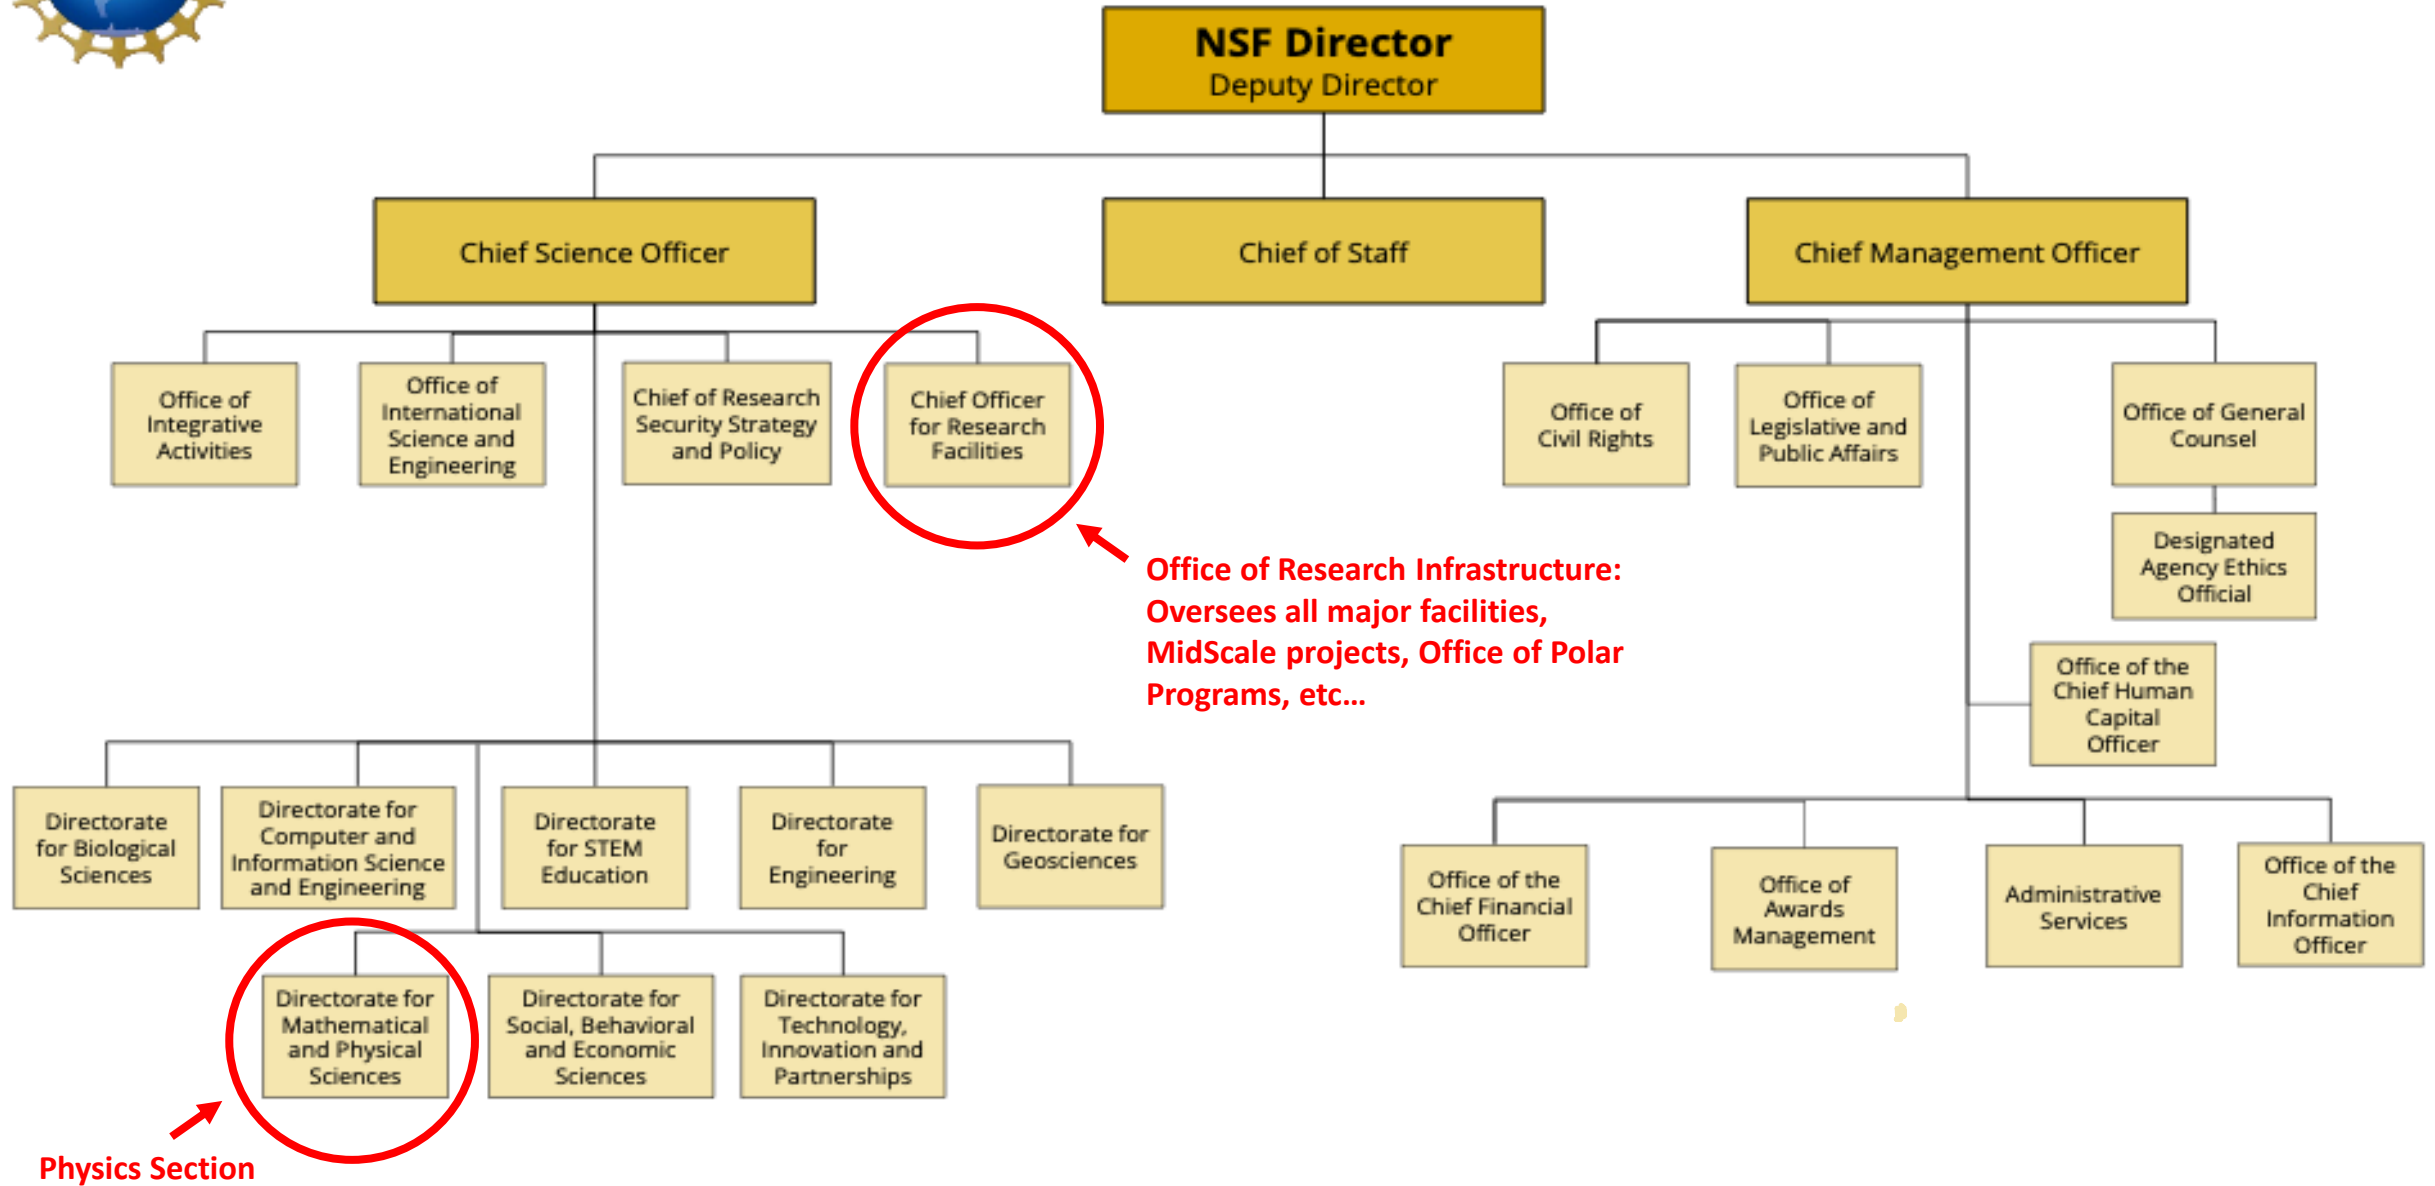 NSF Director
Deputy Director
Chief Science Officer
Chief of Staff
Chief Management Officer
Office of
Integrative
Activities
Office of
International
Science and
Engineering
Chief of Research
Security Strategy
and Policy
Chief Officer
for Research
Facilities
Office of
Civil Rights
Office of
Legislative and
Public Affairs
Office of General
Counsel
Designated
Agency Ethics
Official
Office of Research Infrastructure:
Oversees all major facilities,
MidScale projects, Office of Polar
Programs, etc...
Office of the
Chief Human
Capital
Officer
Directorate
for Biological
Sciences
Directorate for
Computer and
Information Science
and Engineering
Directorate
for STEM
Education
Directorate
for
Engineering
Directorate for
Geosciences
Office of the
Chief Financial
Officer
Office of
Awards
Management
Administrative
Services
Office of the
Chief
Information
Officer
Directorate for
Mathematical
and Physical
Sciences
Directorate for
Social, Behavioral
and Economic
Sciences
Directorate for
Technology,
Innovation and
Partnerships
Physics Section